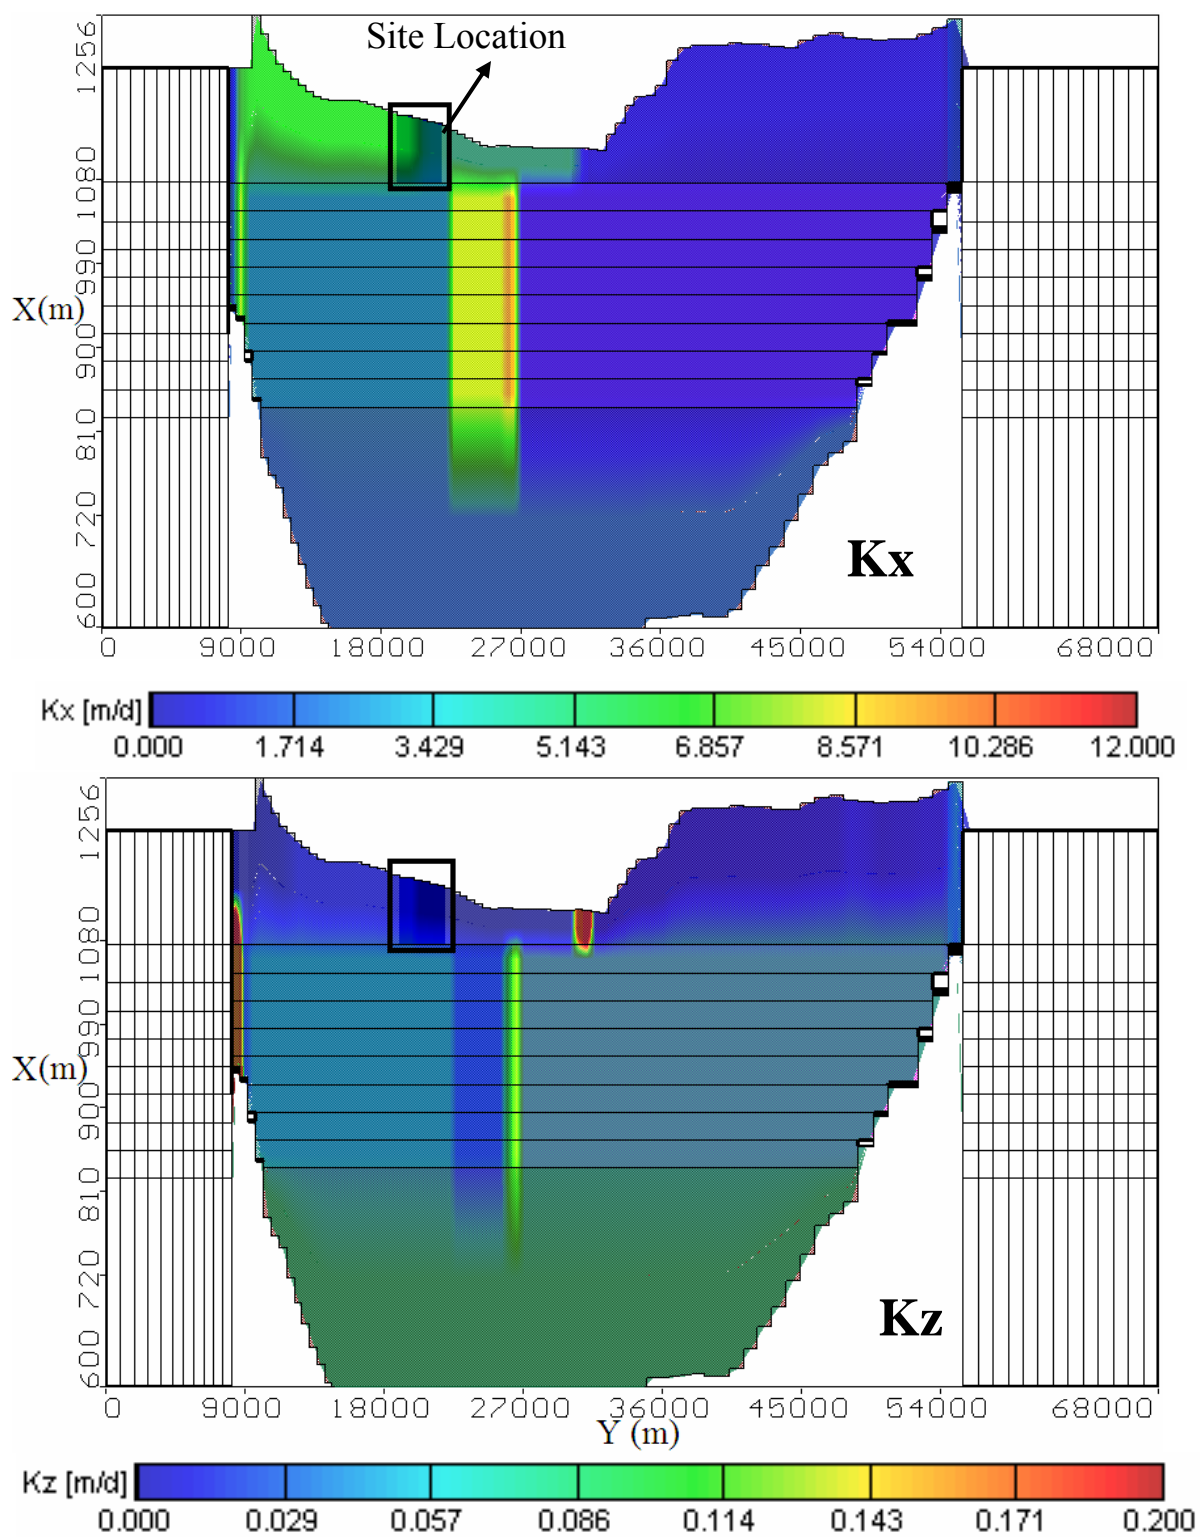 Site Location
1256
1080
990
X(m)
900
810
720
600
Kx
0 9000 18000 27000 36000 45000 54000 68000
Kx [m/d]
0.000 1.714 3.429 5.143 6.857 8.571 10.286 12.000
1256
1080
990
X(m)
900
810
720
600
Kz
0 9000 18000 27000 36000 45000 54000 68000
Y (m)
Kz [m/d]
0.000 0.029 0.057 0.086 0.114 0.143 0.171 0.200